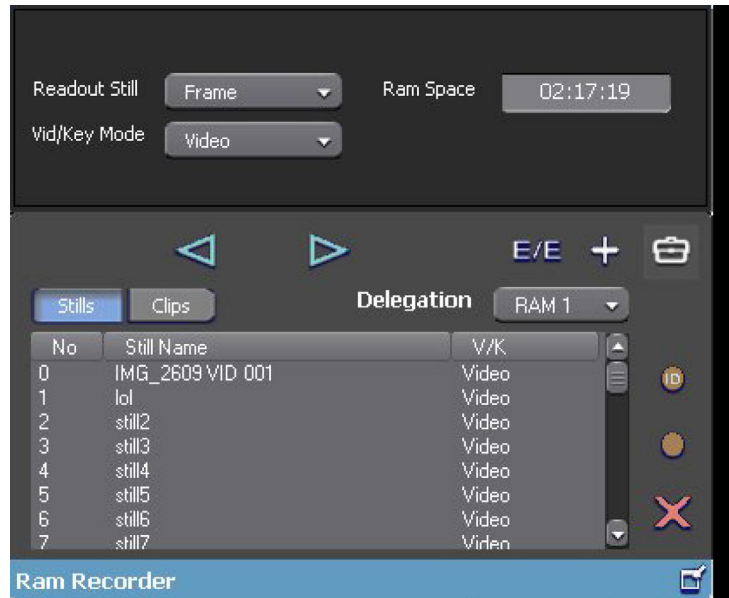 Readout Still Frame Ram Space 02:17:19
Vid/Key Mode Video
E/E +
Stills Clips Delegation RAM 1
No Still Name V/K
0 IMG_2609 VID 001 Video
1 lol Video
2 still2 Video
3 still3 Video
4 still4 Video
5 still5 Video
6 still6 Video
7 still7 Video
ID
Ram Recorder